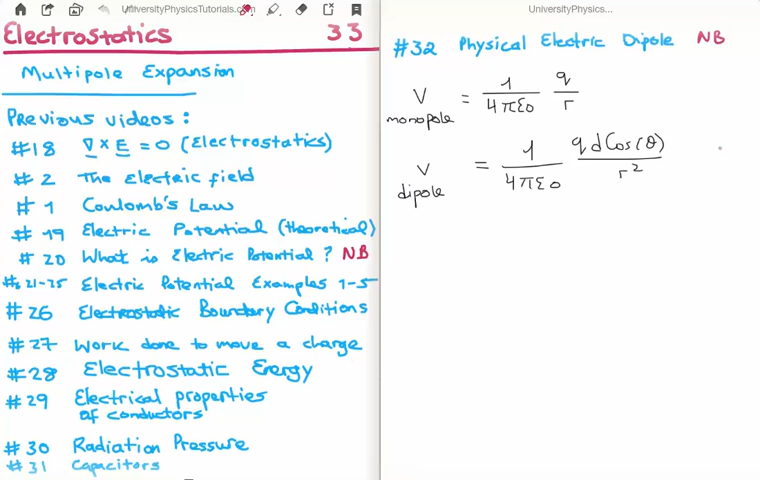 UniversityPhysicsTutorials.com
Electrostatics 33
Multipole Expansion
Previous videos:
#18 ∇ × E = 0 (Electrostatics)
#2 The Electric field
#1 Coulomb's Law
#19 Electric Potential (theoretical)
#20 What is Electric Potential? NB
#s 21-25 Electric Potential Examples 1-5
#26 Electrostatic Boundary Conditions
#27 Work done to move a charge
#28 Electrostatic Energy
#29 Electrical properties
of conductors
#30 Radiation Pressure
#31 Capacitors
UniversityPhysics...
#32 Physical Electric Dipole NB
V monopole = 1/4πε0 q/r
V dipole = 1/4πε0 qdCos(θ)/r²